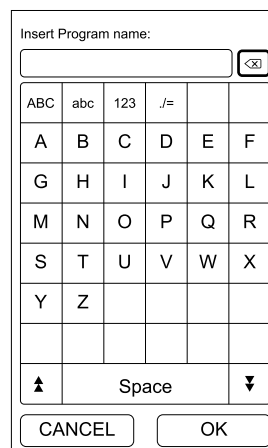 Insert Program name:
ABC abc 123 ./=
A B C D E F
G H I J K L
M N O P Q R
S T U V W X
Y Z
Space
CANCEL OK